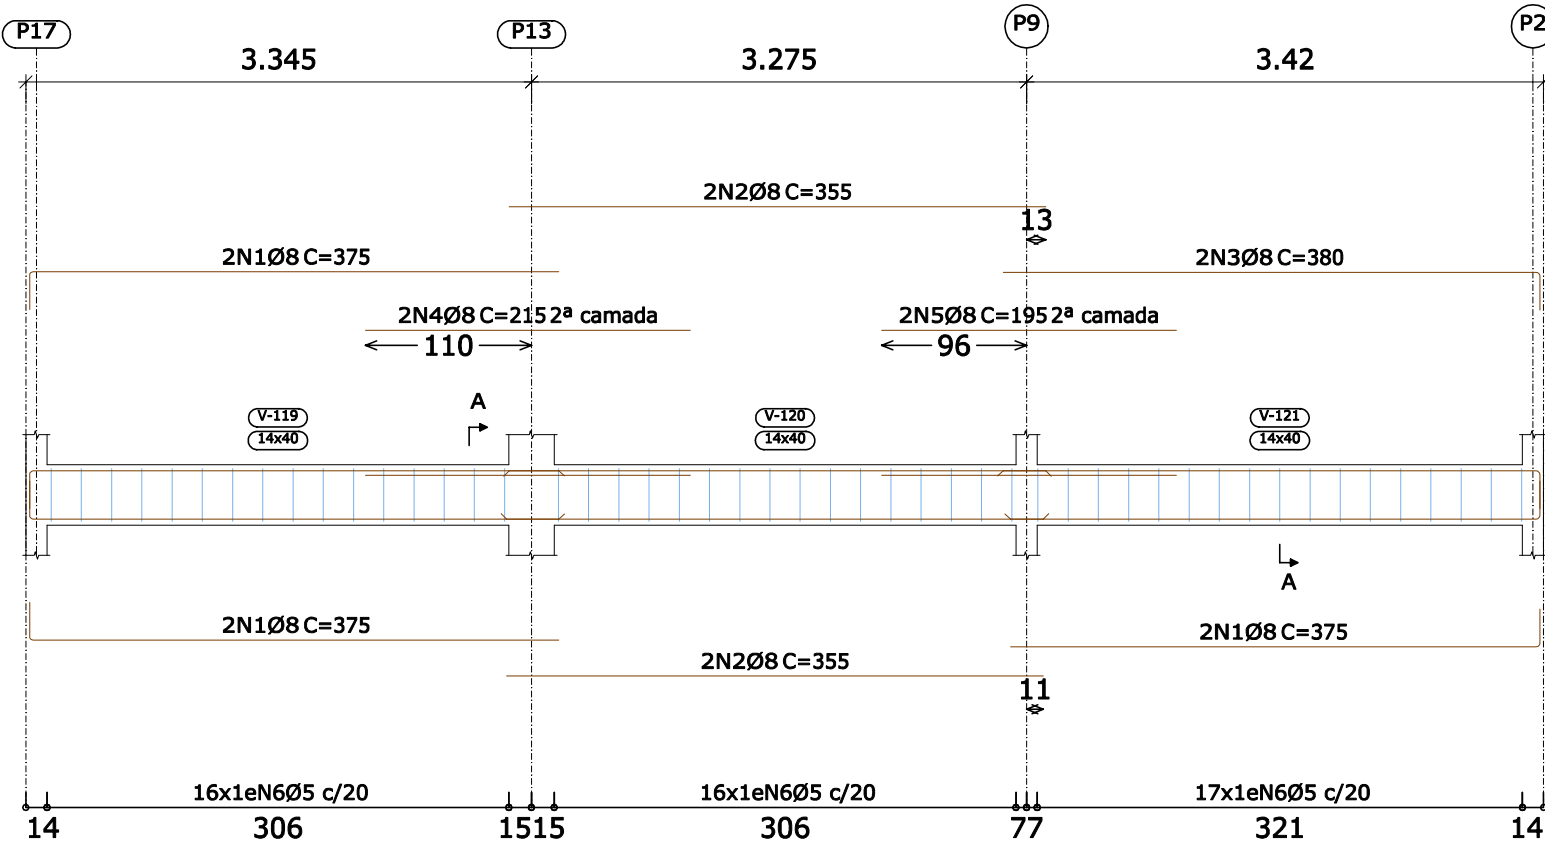 P17 P13 P9 P2
3.345 3.275 3.42
2N2Ø8 C=355
13
2N1Ø8 C=375 2N3Ø8 C=380
2N4Ø8 C=215 2ª camada 2N5Ø8 C=195 2ª camada
110 96
A
V-119 V-120 V-121
14x40 14x40 14x40
A
2N1Ø8 C=375 2N1Ø8 C=375
2N2Ø8 C=355
11
16x1eN6Ø5 c/20 16x1eN6Ø5 c/20 17x1eN6Ø5 c/20
14 306 1515 306 77 321 14